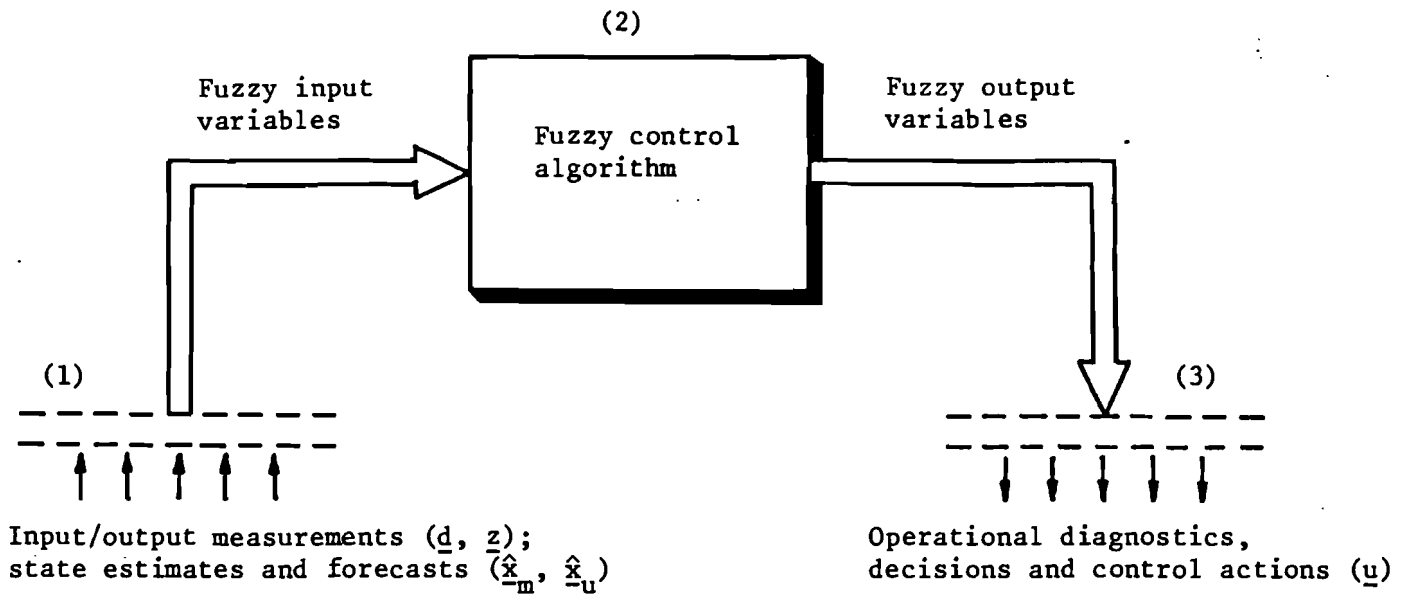 (2)
Fuzzy input
variables
Fuzzy control
algorithm
Fuzzy output
variables
(1)
(3)
Input/output measurements (d̲, z̲);
state estimates and forecasts (x̲̂m, x̲̂u)
Operational diagnostics,
decisions and control actions (u̲)